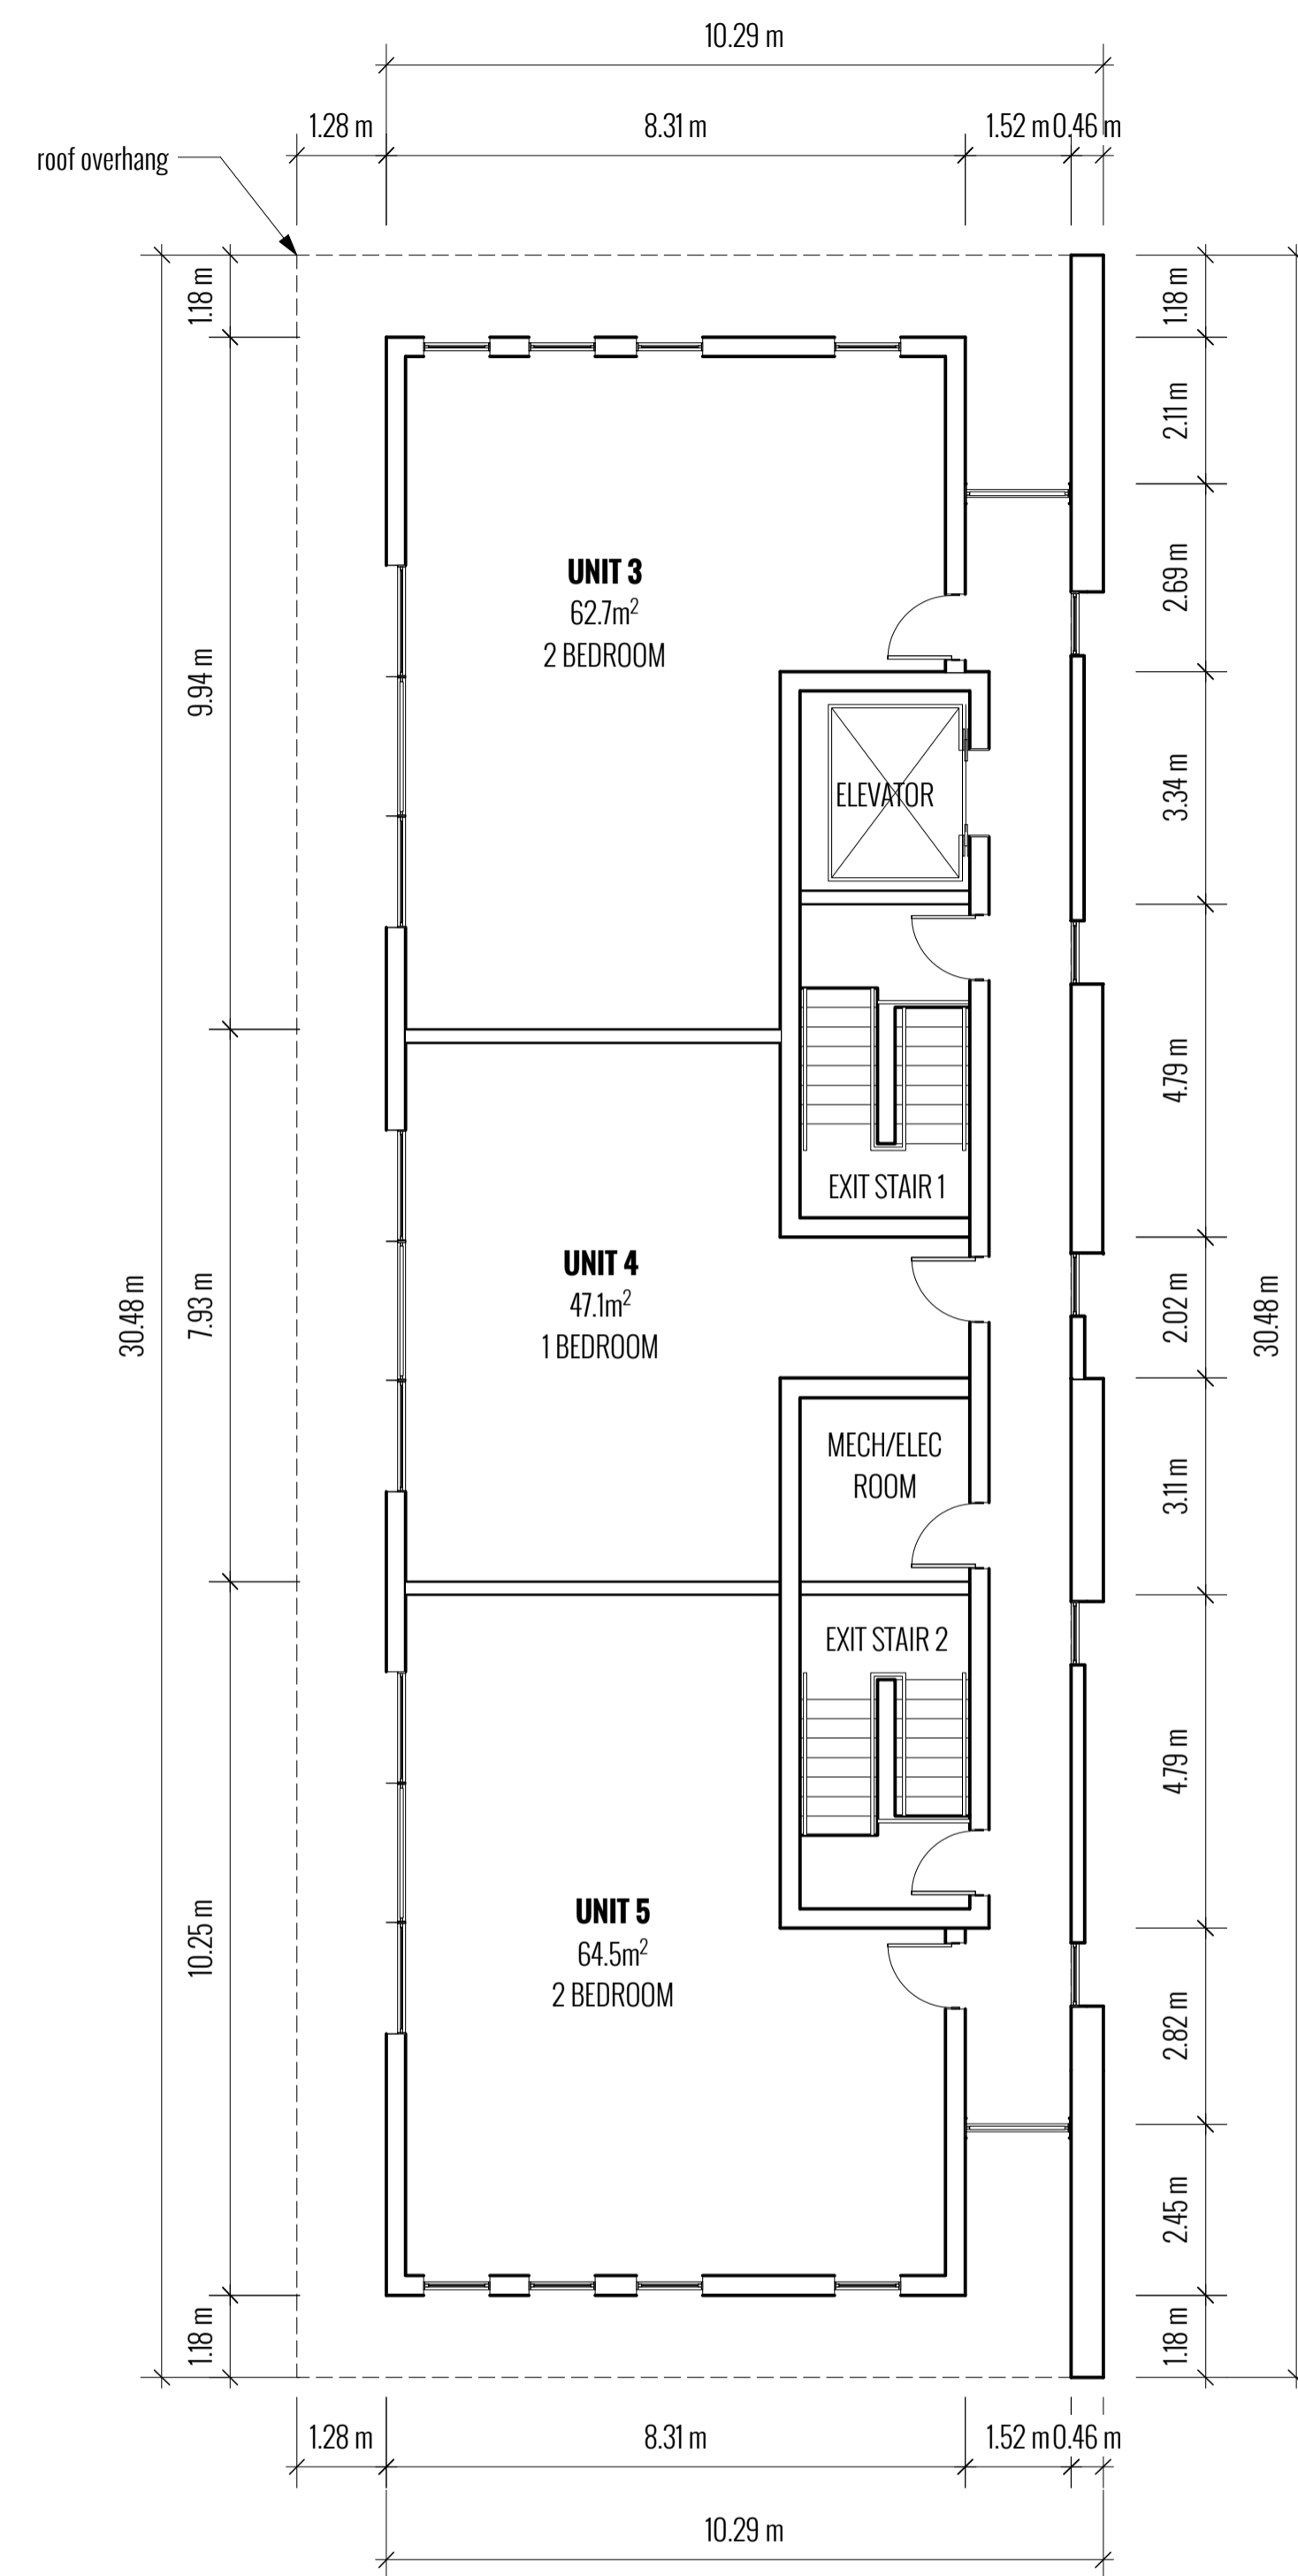 10.29 m
1.28 m 8.31 m 1.52 m 0.46 m
roof overhang
1.18 m
1.18 m
2.11 m
UNIT 3
62.7m²
2 BEDROOM
2.69 m
9.94 m
ELEVATOR
3.34 m
4.79 m
EXIT STAIR 1
UNIT 4
47.1m²
1 BEDROOM
30.48 m
7.93 m
2.02 m
30.48 m
MECH/ELEC
ROOM
3.11 m
EXIT STAIR 2
4.79 m
UNIT 5
64.5m²
2 BEDROOM
10.25 m
2.82 m
2.45 m
1.18 m
1.18 m
1.28 m 8.31 m 1.52 m 0.46 m
10.29 m